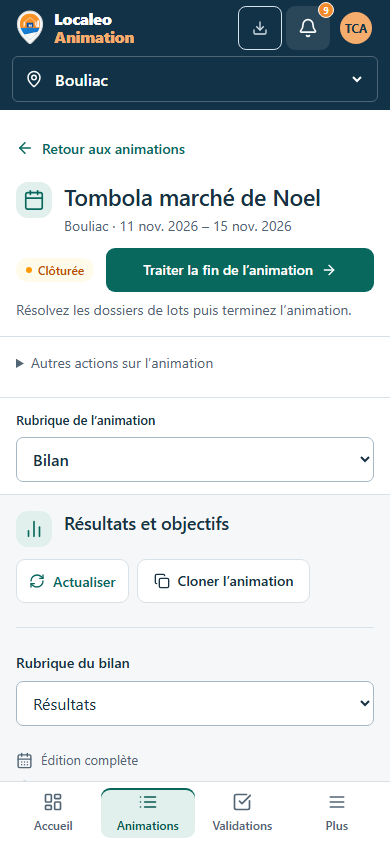 Localeo
Animation
9
TCA
Bouliac
Retour aux animations
Tombola marché de Noel
Bouliac · 11 nov. 2026 – 15 nov. 2026
Clôturée
Traiter la fin de l’animation
Résolvez les dossiers de lots puis terminez l’animation.
Autres actions sur l’animation
Rubrique de l’animation
Bilan
Résultats et objectifs
Actualiser
Cloner l’animation
Rubrique du bilan
Résultats
Édition complète
Accueil
Animations
Validations
Plus